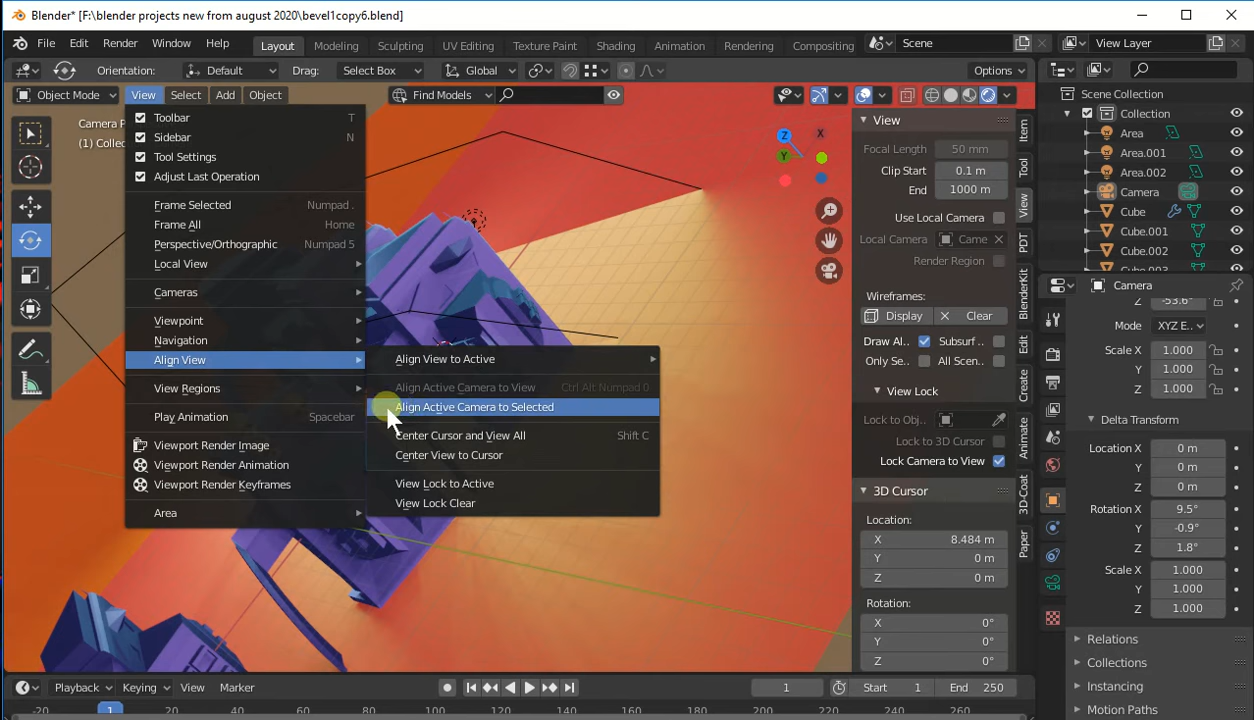 Blender* [F:\blender projects new from august 2020\bevel1copy6.blend]
File Edit Render Window Help Layout Modeling Sculpting UV Editing Texture Paint Shading Animation Rendering Compositing Scene View Layer
Orientation: Default Drag: Select Box Global Options
Object Mode View Select Add Object Find Models
Camera P
(1) Collec
Toolbar T
Sidebar N
Tool Settings
Adjust Last Operation
Frame Selected Numpad .
Frame All Home
Perspective/Orthographic Numpad 5
Local View
Cameras
Viewpoint
Navigation
Align View
View Regions
Play Animation Spacebar
Viewport Render Image
Viewport Render Animation
Viewport Render Keyframes
Area
Align View to Active
Align Active Camera to View Ctrl Alt Numpad 0
Align Active Camera to Selected
Center Cursor and View All Shift C
Center View to Cursor
View Lock to Active
View Lock Clear
Z
X
Y
View
Focal Length 50 mm
Clip Start 0.1 m
End 1000 m
Use Local Camera
Local Camera Came
Render Region
Wireframes:
Display Clear
Draw Al.. Subsurf ..
Only Se.. All Scen..
View Lock
Lock to Obj..
Lock to 3D Cursor
Lock Camera to View
3D Cursor
Location:
X 8.484 m
Y 0 m
Z 0 m
Rotation:
X 0°
Y 0°
Z 0°
Item
Tool
View
PDT
BlenderKit
Edit
Create
Animate
3D-Coat
Paper
Scene Collection
Collection
Area
Area.001
Area.002
Camera
Cube
Cube.001
Cube.002
Cube.003
Camera
Z -53.6°
Mode XYZ E..
Scale X 1.000
Y 1.000
Z 1.000
Delta Transform
Location X 0 m
Y 0 m
Z 0 m
Rotation X 9.5°
Y -0.9°
Z 1.8°
Scale X 1.000
Y 1.000
Z 1.000
Relations
Collections
Instancing
Motion Paths
Playback Keying View Marker 1 Start 1 End 250
-20 1 20 40 60 80 100 120 140 160 180 200 220 240 260